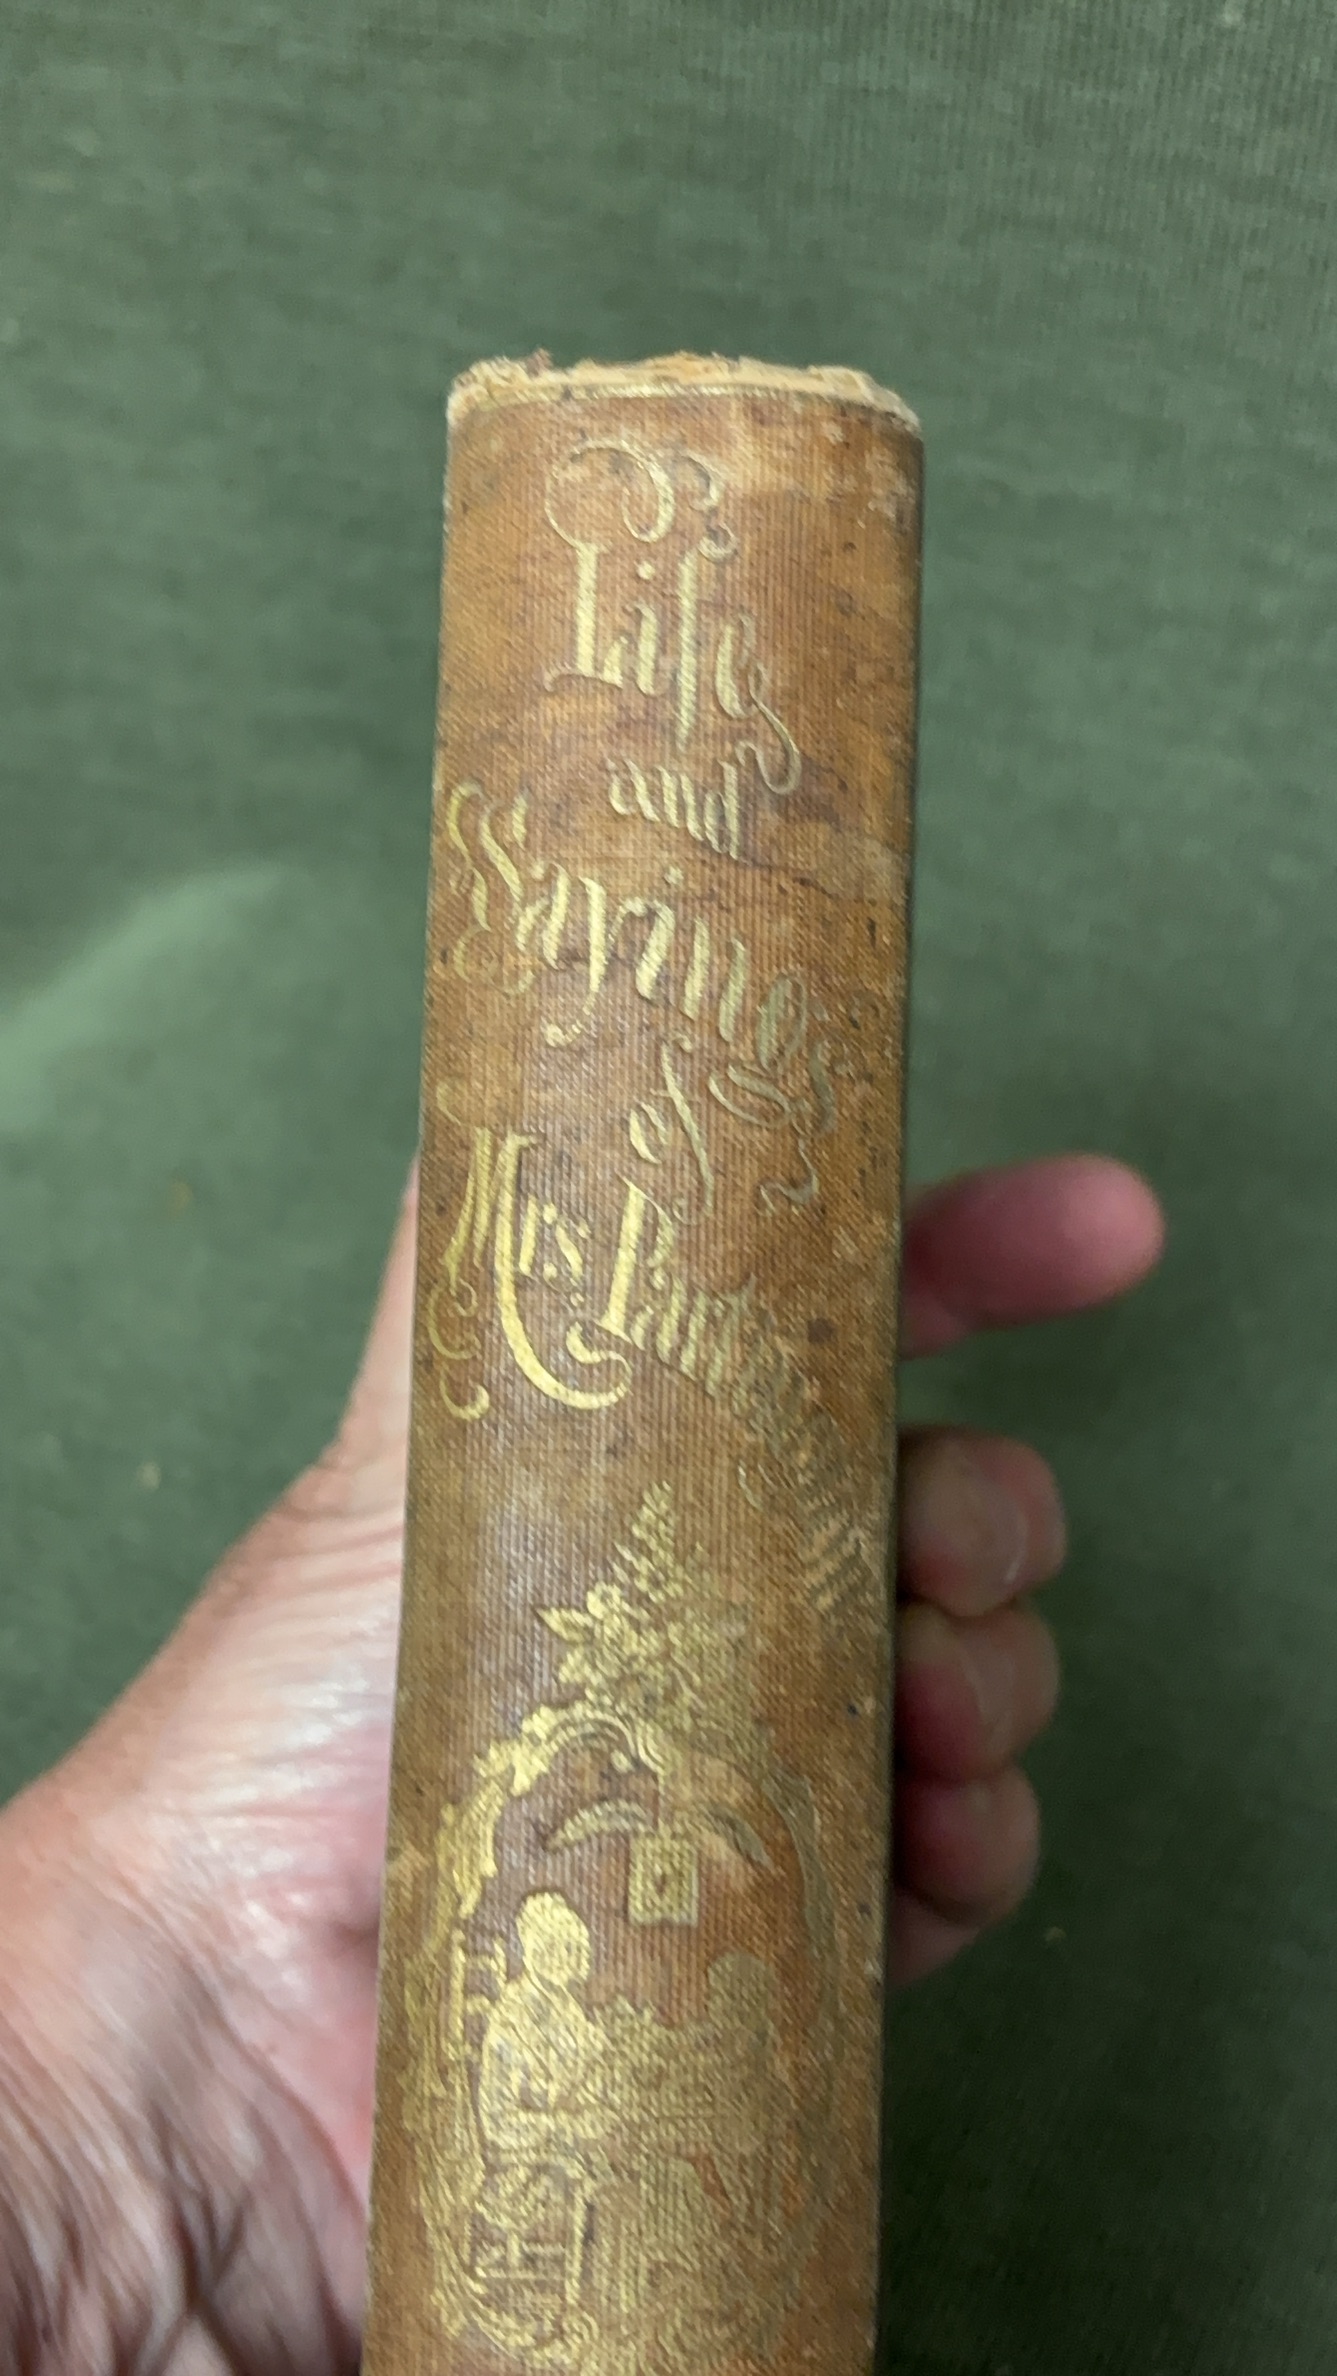 Life
and
Sayings
of
Mrs. Partington